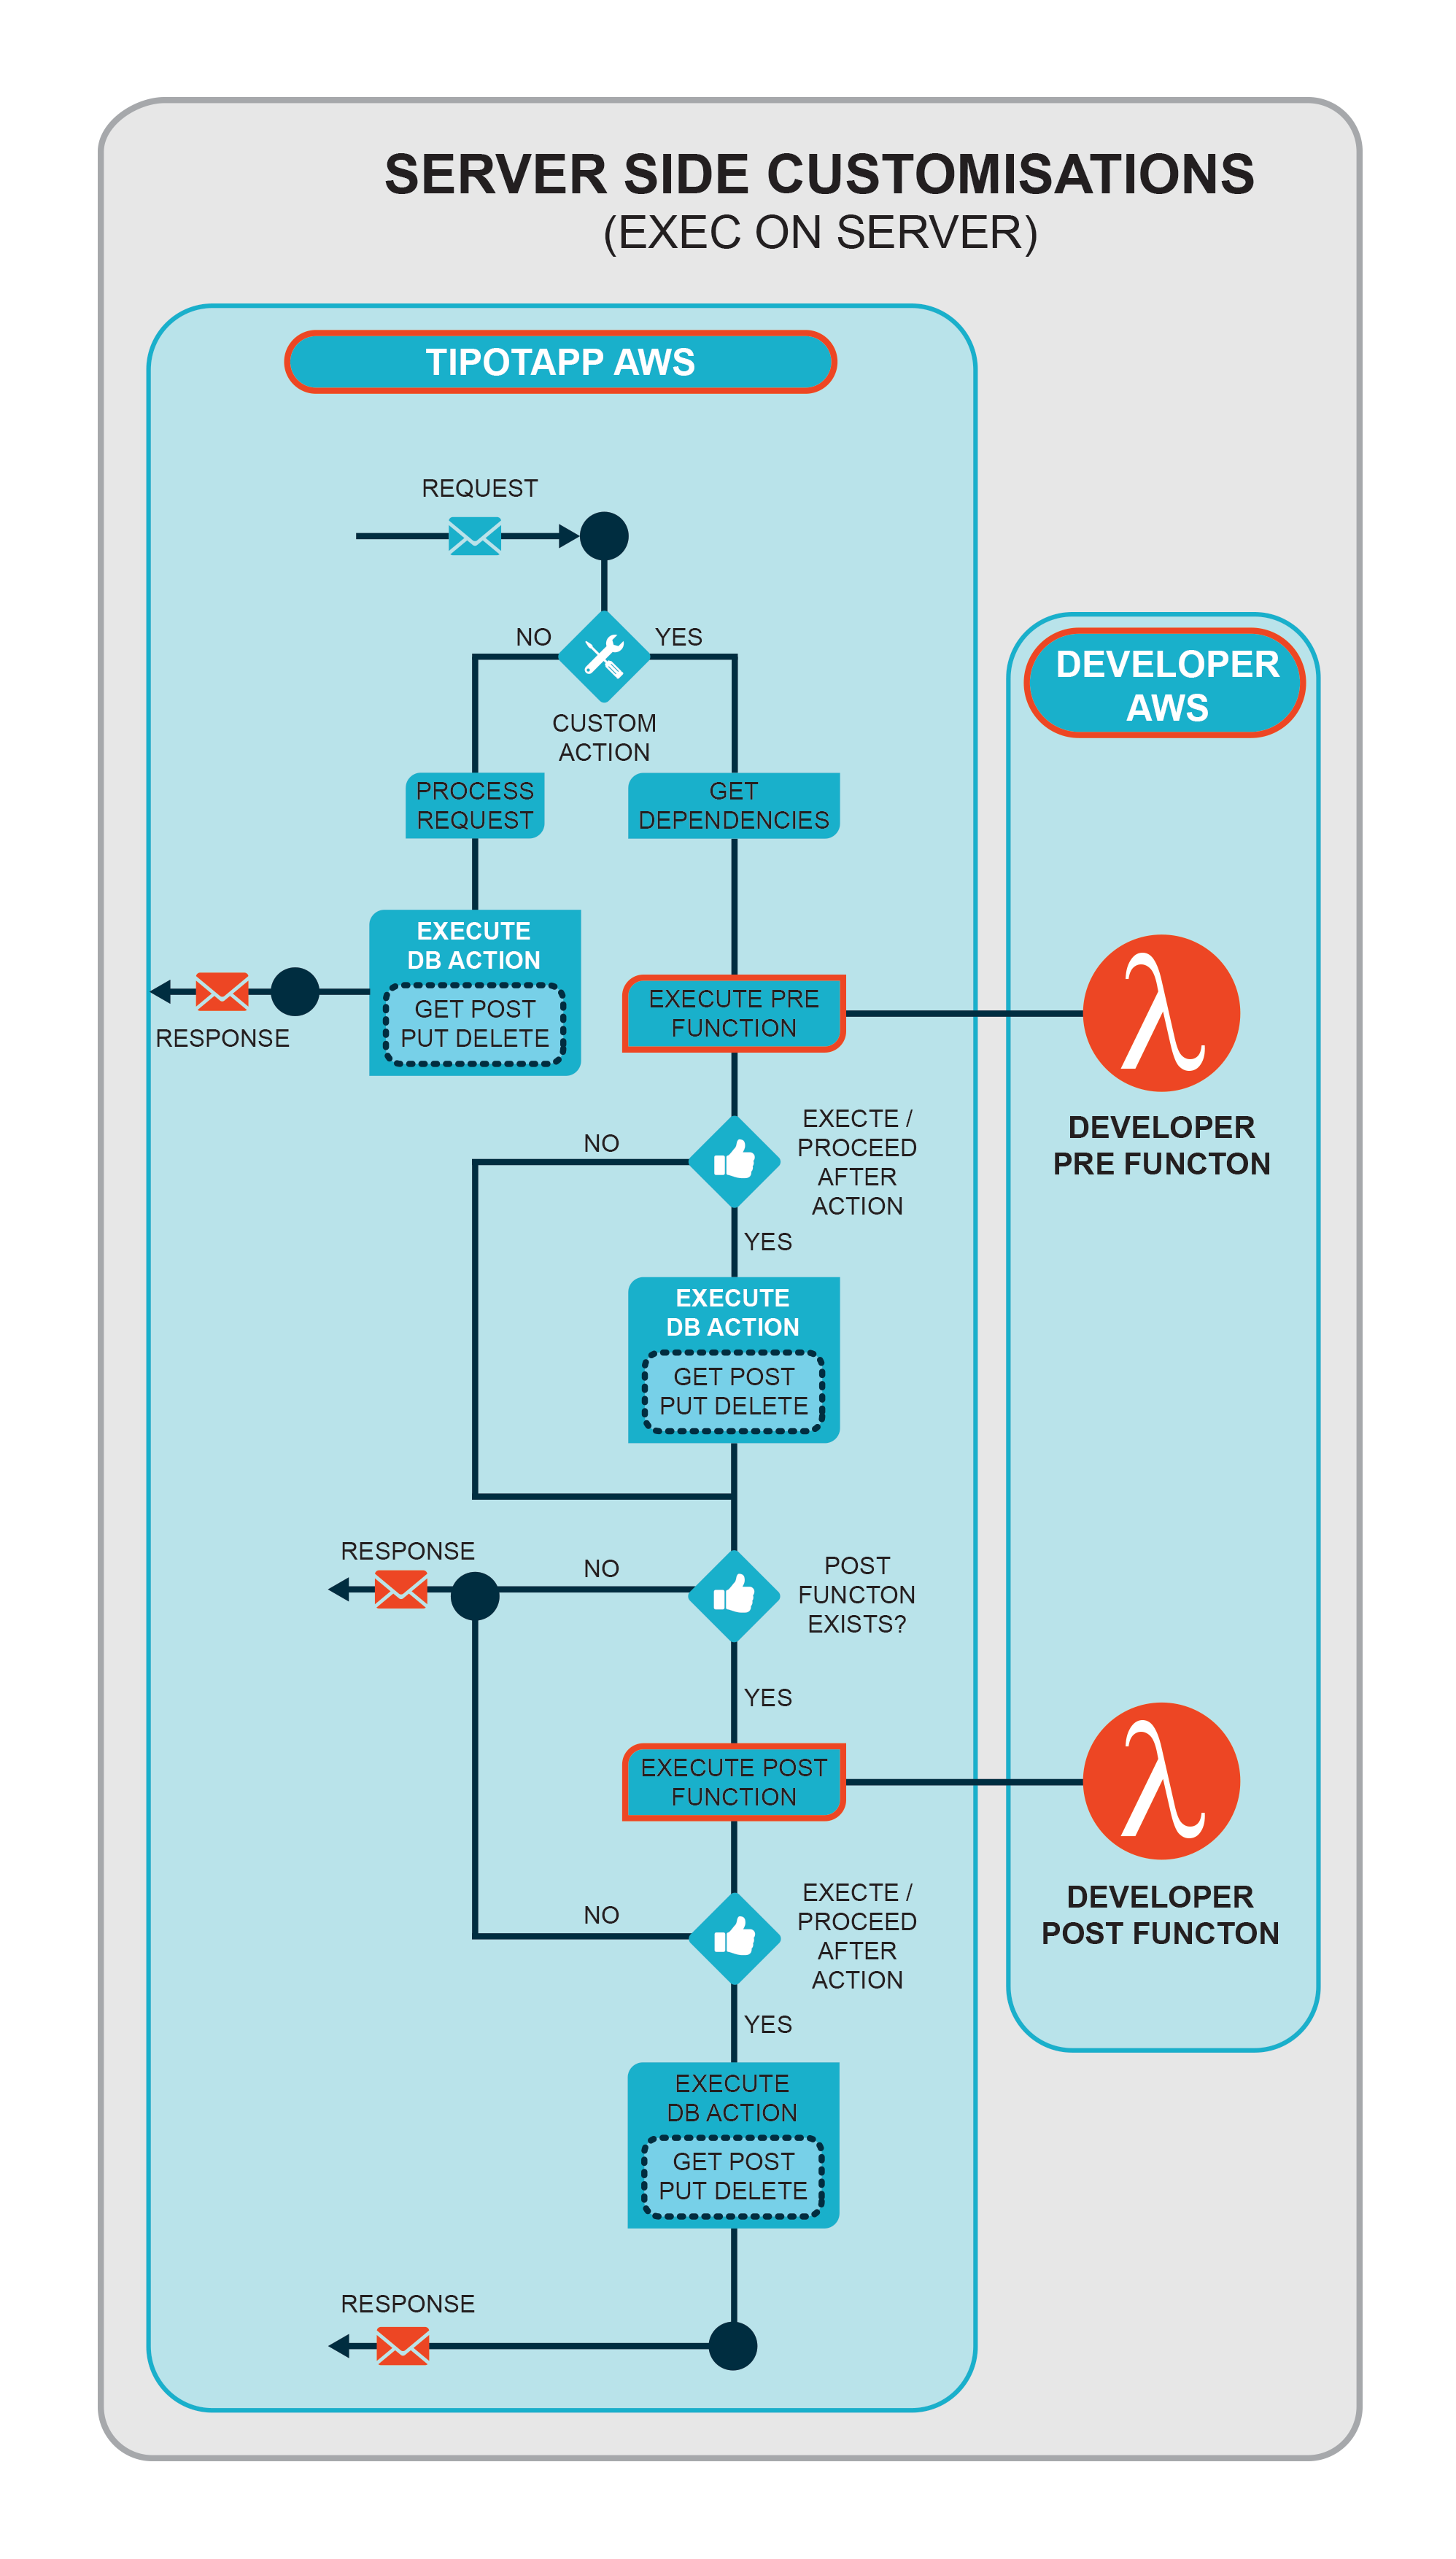 SERVER SIDE CUSTOMISATIONS
(EXEC ON SERVER)
TIPOTAPP AWS
REQUEST
NO
YES
CUSTOM
ACTION
PROCESS
REQUEST
GET
DEPENDENCIES
EXECUTE
DB ACTION
GET POST
PUT DELETE
RESPONSE
EXECUTE PRE
FUNCTION
DEVELOPER
AWS
DEVELOPER
PRE FUNCTON
NO
EXECTE /
PROCEED
AFTER
ACTION
YES
EXECUTE
DB ACTION
GET POST
PUT DELETE
RESPONSE
NO
POST
FUNCTON
EXISTS?
YES
EXECUTE POST
FUNCTION
DEVELOPER
POST FUNCTON
NO
EXECTE /
PROCEED
AFTER
ACTION
YES
EXECUTE
DB ACTION
GET POST
PUT DELETE
RESPONSE